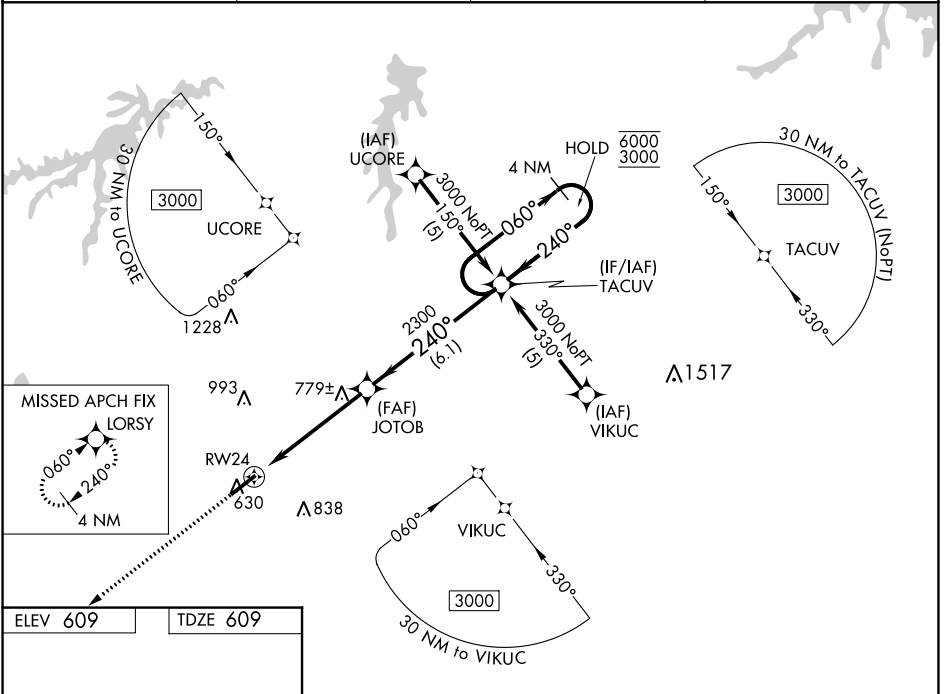 30 NM to UCORE
150°
3000
UCORE
060°
1228
(IAF)
UCORE
3000 NoPT
150°
(5)
4 NM
HOLD
6000
3000
060°
240°
(IF/IAF)
TACUV
30 NM to TACUV (NoPT)
150°
3000
TACUV
330°
2300
240°
(6.1)
3000 NoPT
330°
(5)
1517
993
779±
(FAF)
JOTOB
(IAF)
VIKUC
MISSED APCH FIX
LORSY
060°
240°
4 NM
RW24
630
838
060°
VIKUC
330°
3000
30 NM to VIKUC
ELEV 609
TDZE 609